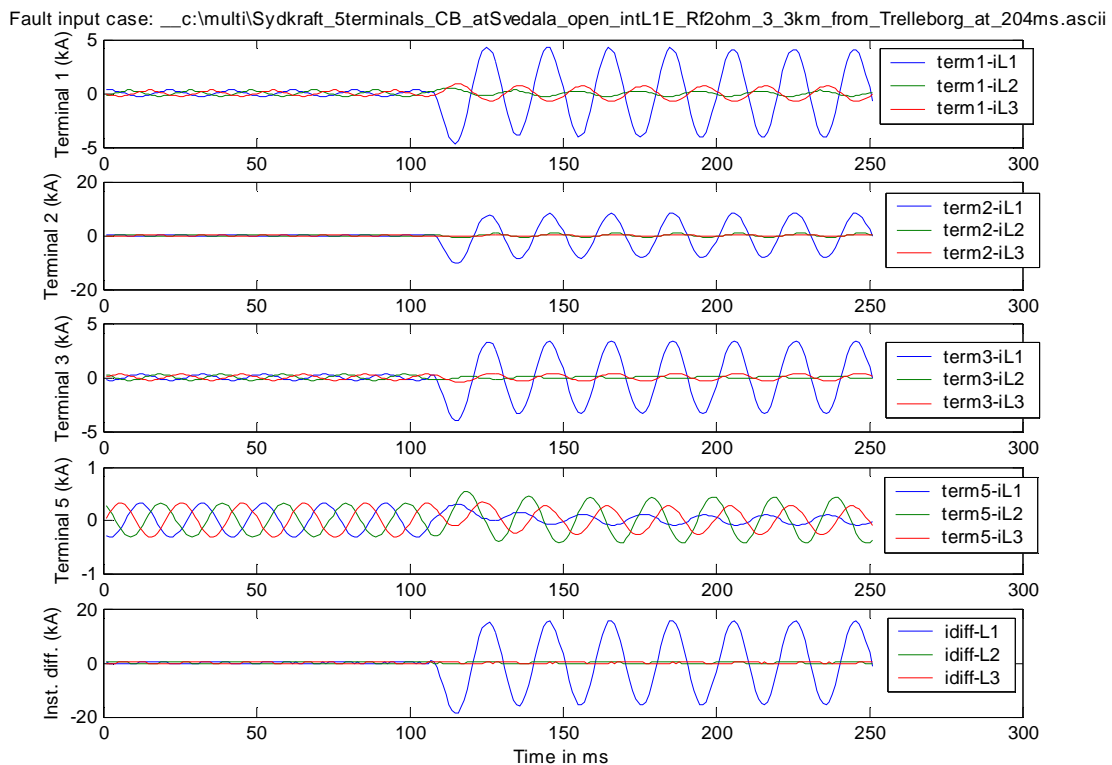 Fault input case: __c:\multi\Sydkraft_5terminals_CB_atSvedala_open_intL1E_Rf2ohm_3_3km_from_Trelleborg_at_204ms.ascii
Terminal 1 (kA)
5
0
-5
0 50 100 150 200 250 300
term1-iL1
term1-iL2
term1-iL3
Terminal 2 (kA)
20
0
-20
0 50 100 150 200 250 300
term2-iL1
term2-iL2
term2-iL3
Terminal 3 (kA)
5
0
-5
0 50 100 150 200 250 300
term3-iL1
term3-iL2
term3-iL3
Terminal 5 (kA)
1
0
-1
0 50 100 150 200 250 300
term5-iL1
term5-iL2
term5-iL3
Inst. diff. (kA)
20
0
-20
0 50 100 150 200 250 300
idiff-L1
idiff-L2
idiff-L3
Time in ms